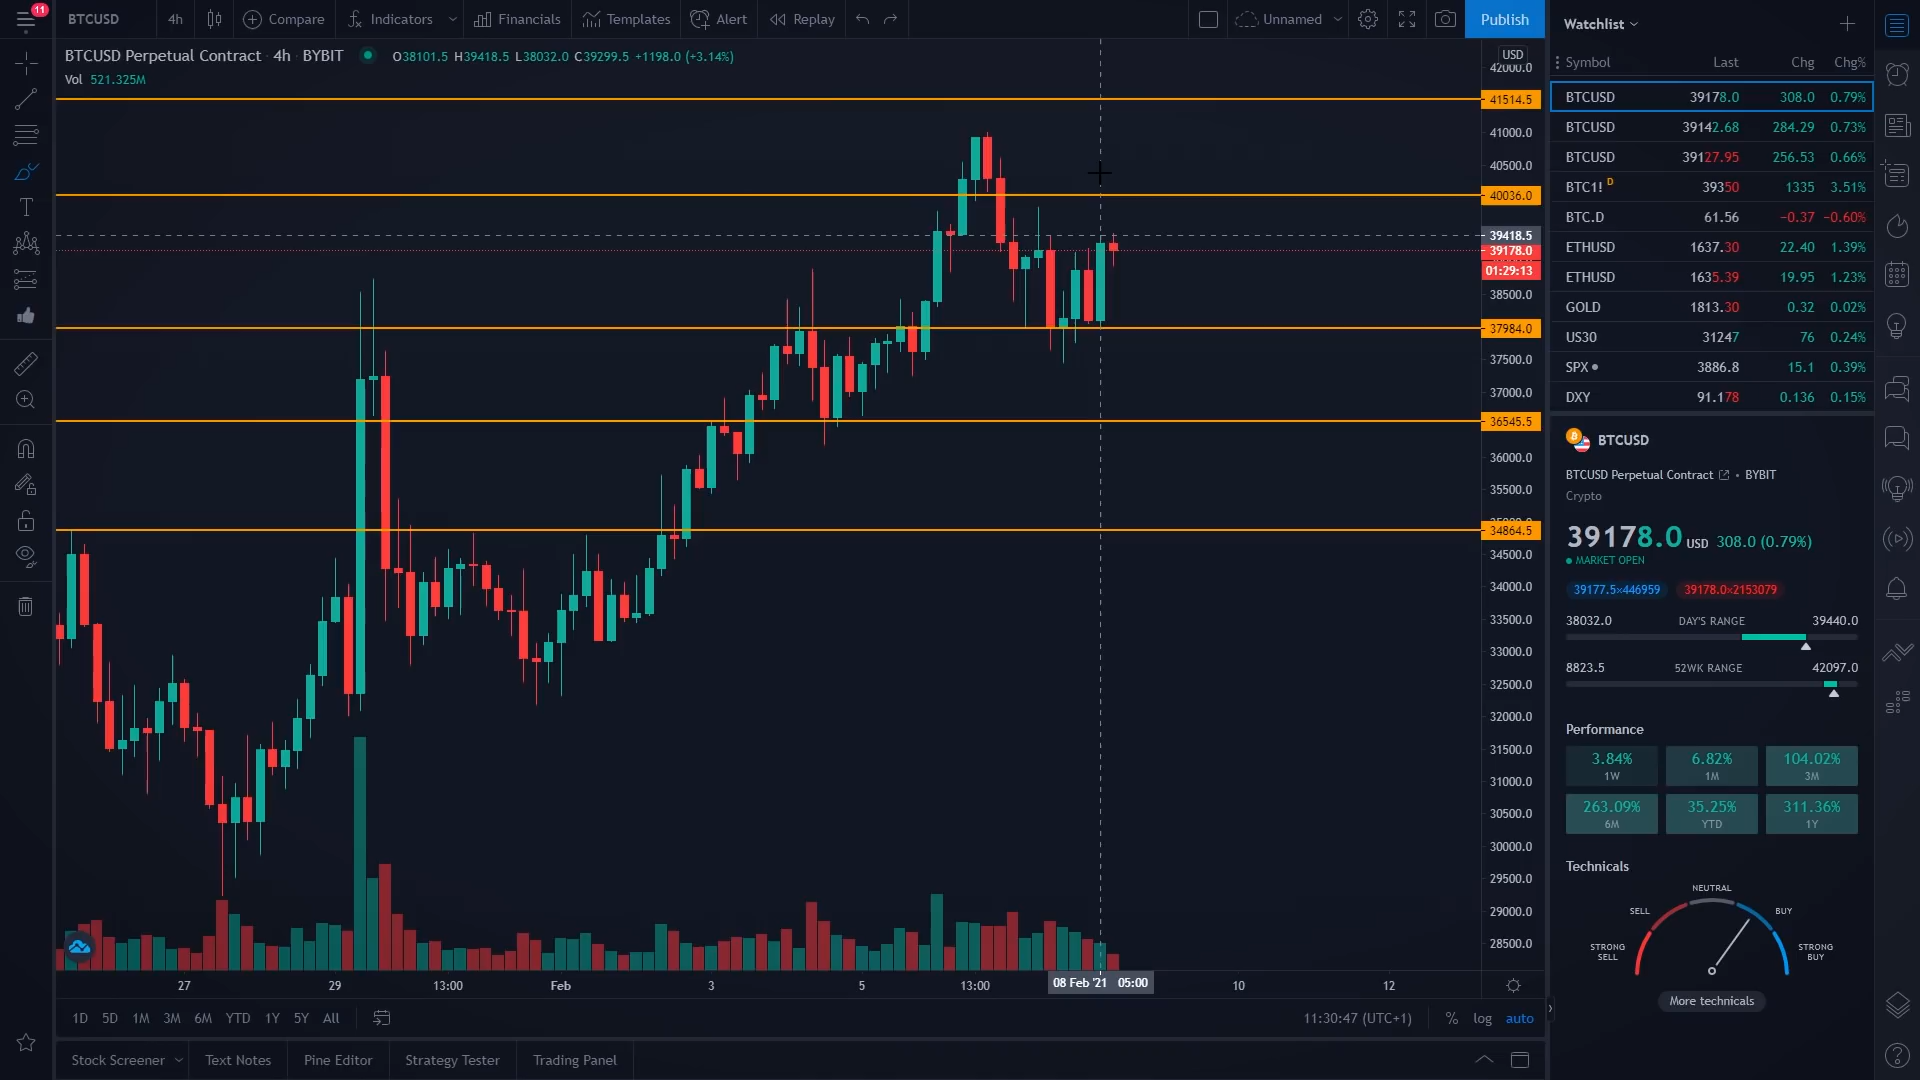 11
BTCUSD 4h Compare Indicators Financials Templates Alert Replay Unnamed Publish
BTCUSD Perpetual Contract · 4h · BYBIT O38101.5 H39418.5 L38032.0 C39299.5 +1198.0 (+3.14%)
Vol 521.325M
USD
42000.0
41514.5
41000.0
40500.0
40036.0
39418.5
39178.0
01:29:13
38500.0
37984.0
37500.0
37000.0
36545.5
36000.0
35500.0
34864.5
34500.0
34000.0
33500.0
33000.0
32500.0
32000.0
31500.0
31000.0
30500.0
30000.0
29500.0
29000.0
28500.0
27 29 13:00 Feb 3 5 13:00 08 Feb '21 05:00 10 12
1D 5D 1M 3M 6M YTD 1Y 5Y All 11:30:47 (UTC+1) % log auto
Stock Screener Text Notes Pine Editor Strategy Tester Trading Panel
Watchlist
Symbol Last Chg Chg%
BTCUSD 39178.0 308.0 0.79%
BTCUSD 39142.68 284.29 0.73%
BTCUSD 39127.95 256.53 0.66%
BTC1! D 39350 1335 3.51%
BTC.D 61.56 −0.37 −0.60%
ETHUSD 1637.30 22.40 1.39%
ETHUSD 1635.39 19.95 1.23%
GOLD 1813.30 0.32 0.02%
US30 31247 76 0.24%
SPX 3886.8 15.1 0.39%
DXY 91.178 0.136 0.15%
BTCUSD
BTCUSD Perpetual Contract · BYBIT
Crypto
39178.0 USD 308.0 (0.79%)
MARKET OPEN
39177.5×446959 39178.0×2153079
38032.0 DAY'S RANGE 39440.0
8823.5 52WK RANGE 42097.0
Performance
3.84% 6.82% 104.02%
1W 1M 3M
263.09% 35.25% 311.36%
6M YTD 1Y
Technicals
NEUTRAL
SELL BUY
STRONG SELL STRONG BUY
More technicals